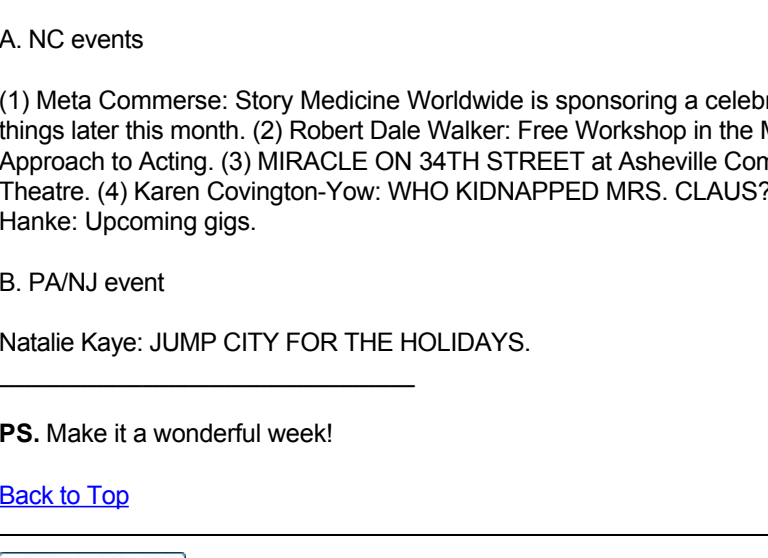 A. NC events
(1) Meta Commerse: Story Medicine Worldwide is sponsoring a celebr
things later this month. (2) Robert Dale Walker: Free Workshop in the M
Approach to Acting. (3) MIRACLE ON 34TH STREET at Asheville Com
Theatre. (4) Karen Covington-Yow: WHO KIDNAPPED MRS. CLAUS?
Hanke: Upcoming gigs.
B. PA/NJ event
Natalie Kaye: JUMP CITY FOR THE HOLIDAYS.
PS. Make it a wonderful week!
Back to Top